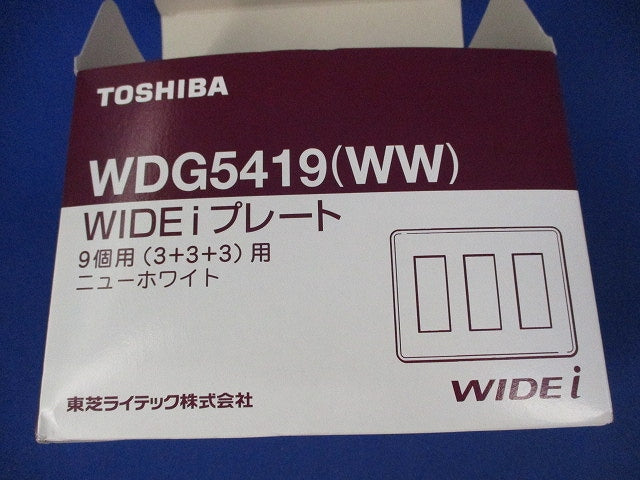 TOSHIBA
WDG5419(WW)
WIDE i プレート
9個用(3+3+3)用
ニューホワイト
WIDE i
東芝ライテック株式会社